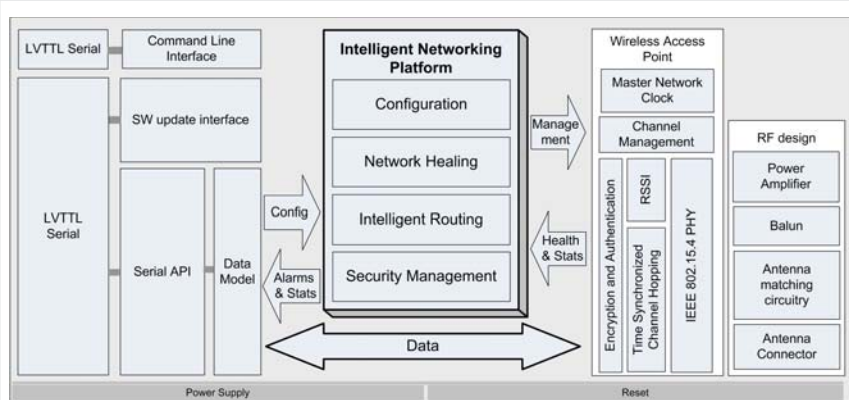 LVTTL Serial
Command Line
Interface
LVTTL
Serial
SW update interface
Serial API
Data
Model
Config
Alarms
& Stats
Intelligent Networking
Platform
Configuration
Network Healing
Intelligent Routing
Security Management
Data
Manage
ment
Health
& Stats
Wireless Access
Point
Master Network
Clock
Channel
Management
Encryption and Authentication
RSSI
Time Synchronized
Channel Hopping
IEEE 802.15.4 PHY
RF design
Power
Amplifier
Balun
Antenna
matching
circuitry
Antenna
Connector
Power Supply
Reset